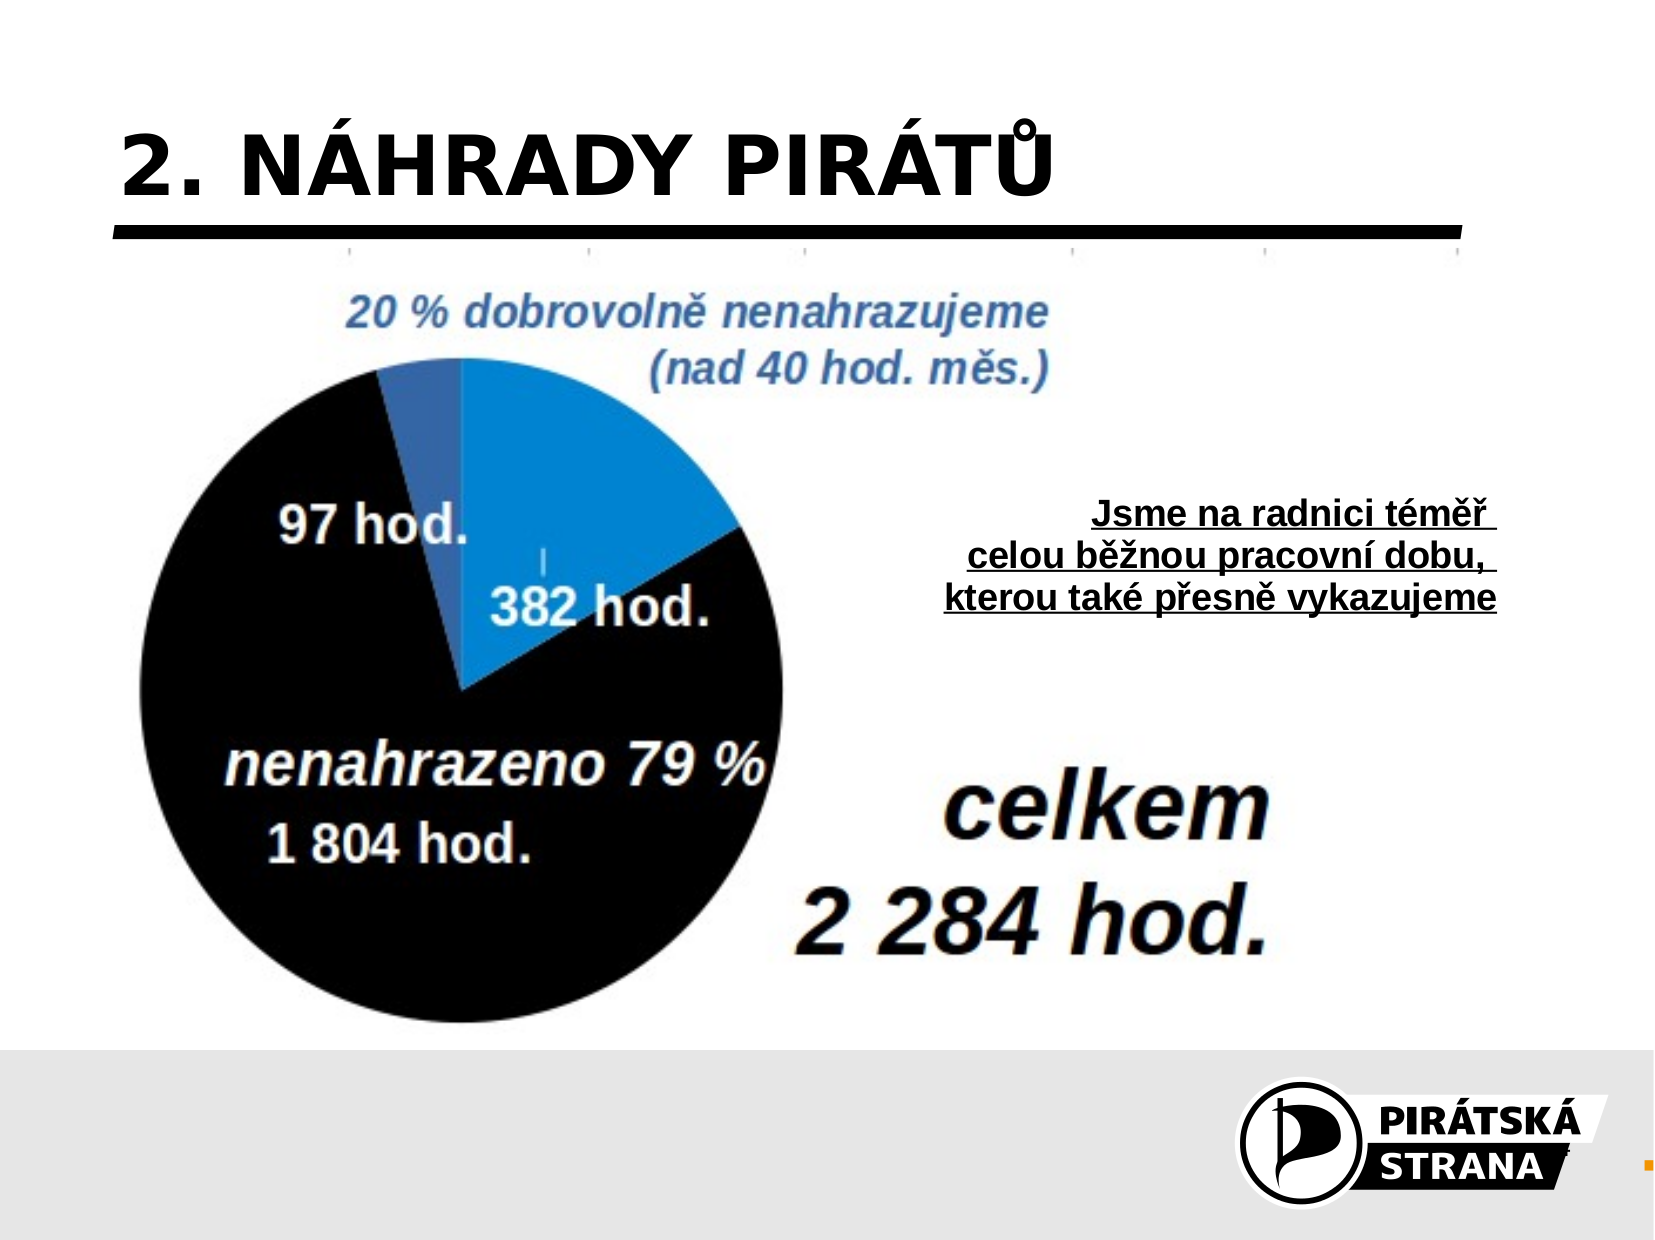 2. NÁHRADY PIRÁTŮ
20 % dobrovolně nenahrazujeme
(nad 40 hod. měs.)
97 hod.
382 hod.
Jsme na radnici téměř
celou běžnou pracovní dobu,
kterou také přesně vykazujeme
nenahrazeno 79 %
1 804 hod.
celkem
2 284 hod.
PIRÁTSKÁ
STRANA